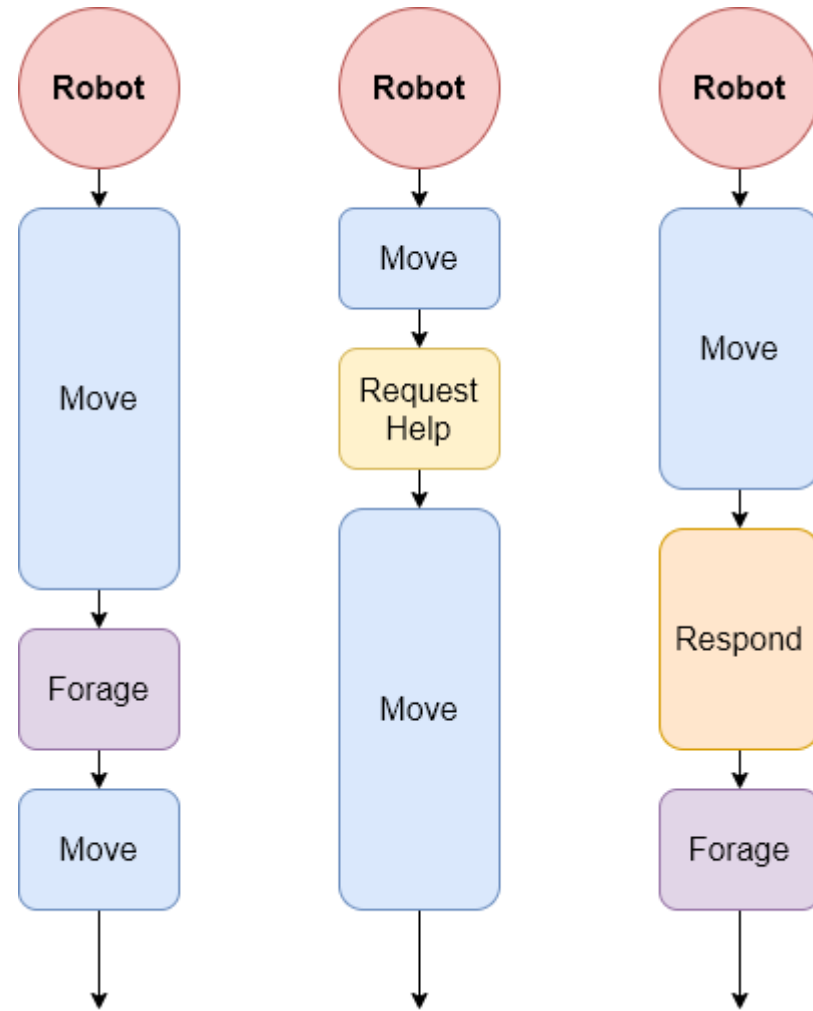 Robot
Move
Forage
Move
Robot
Move
Request
Help
Move
Robot
Move
Respond
Forage